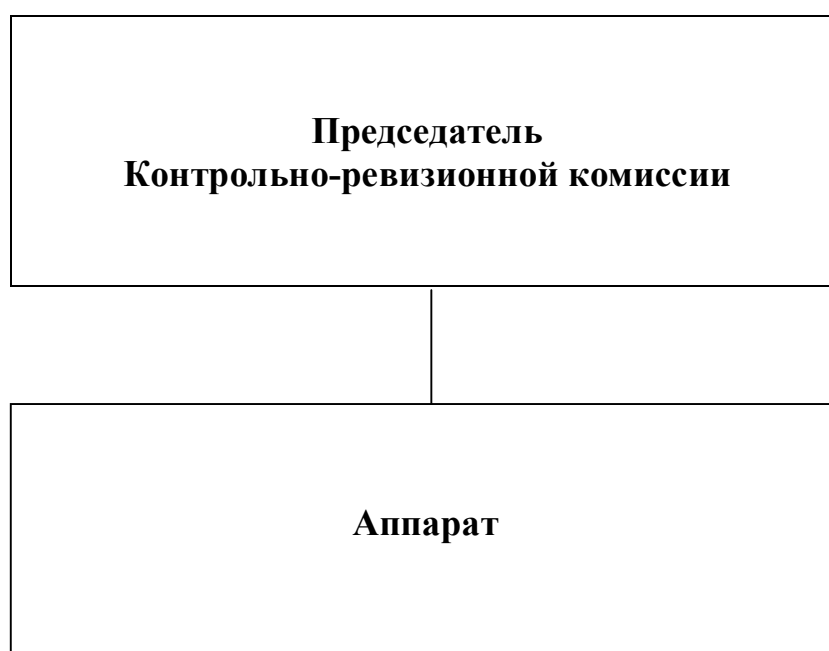 Председатель
Контрольно-ревизионной комиссии
Аппарат